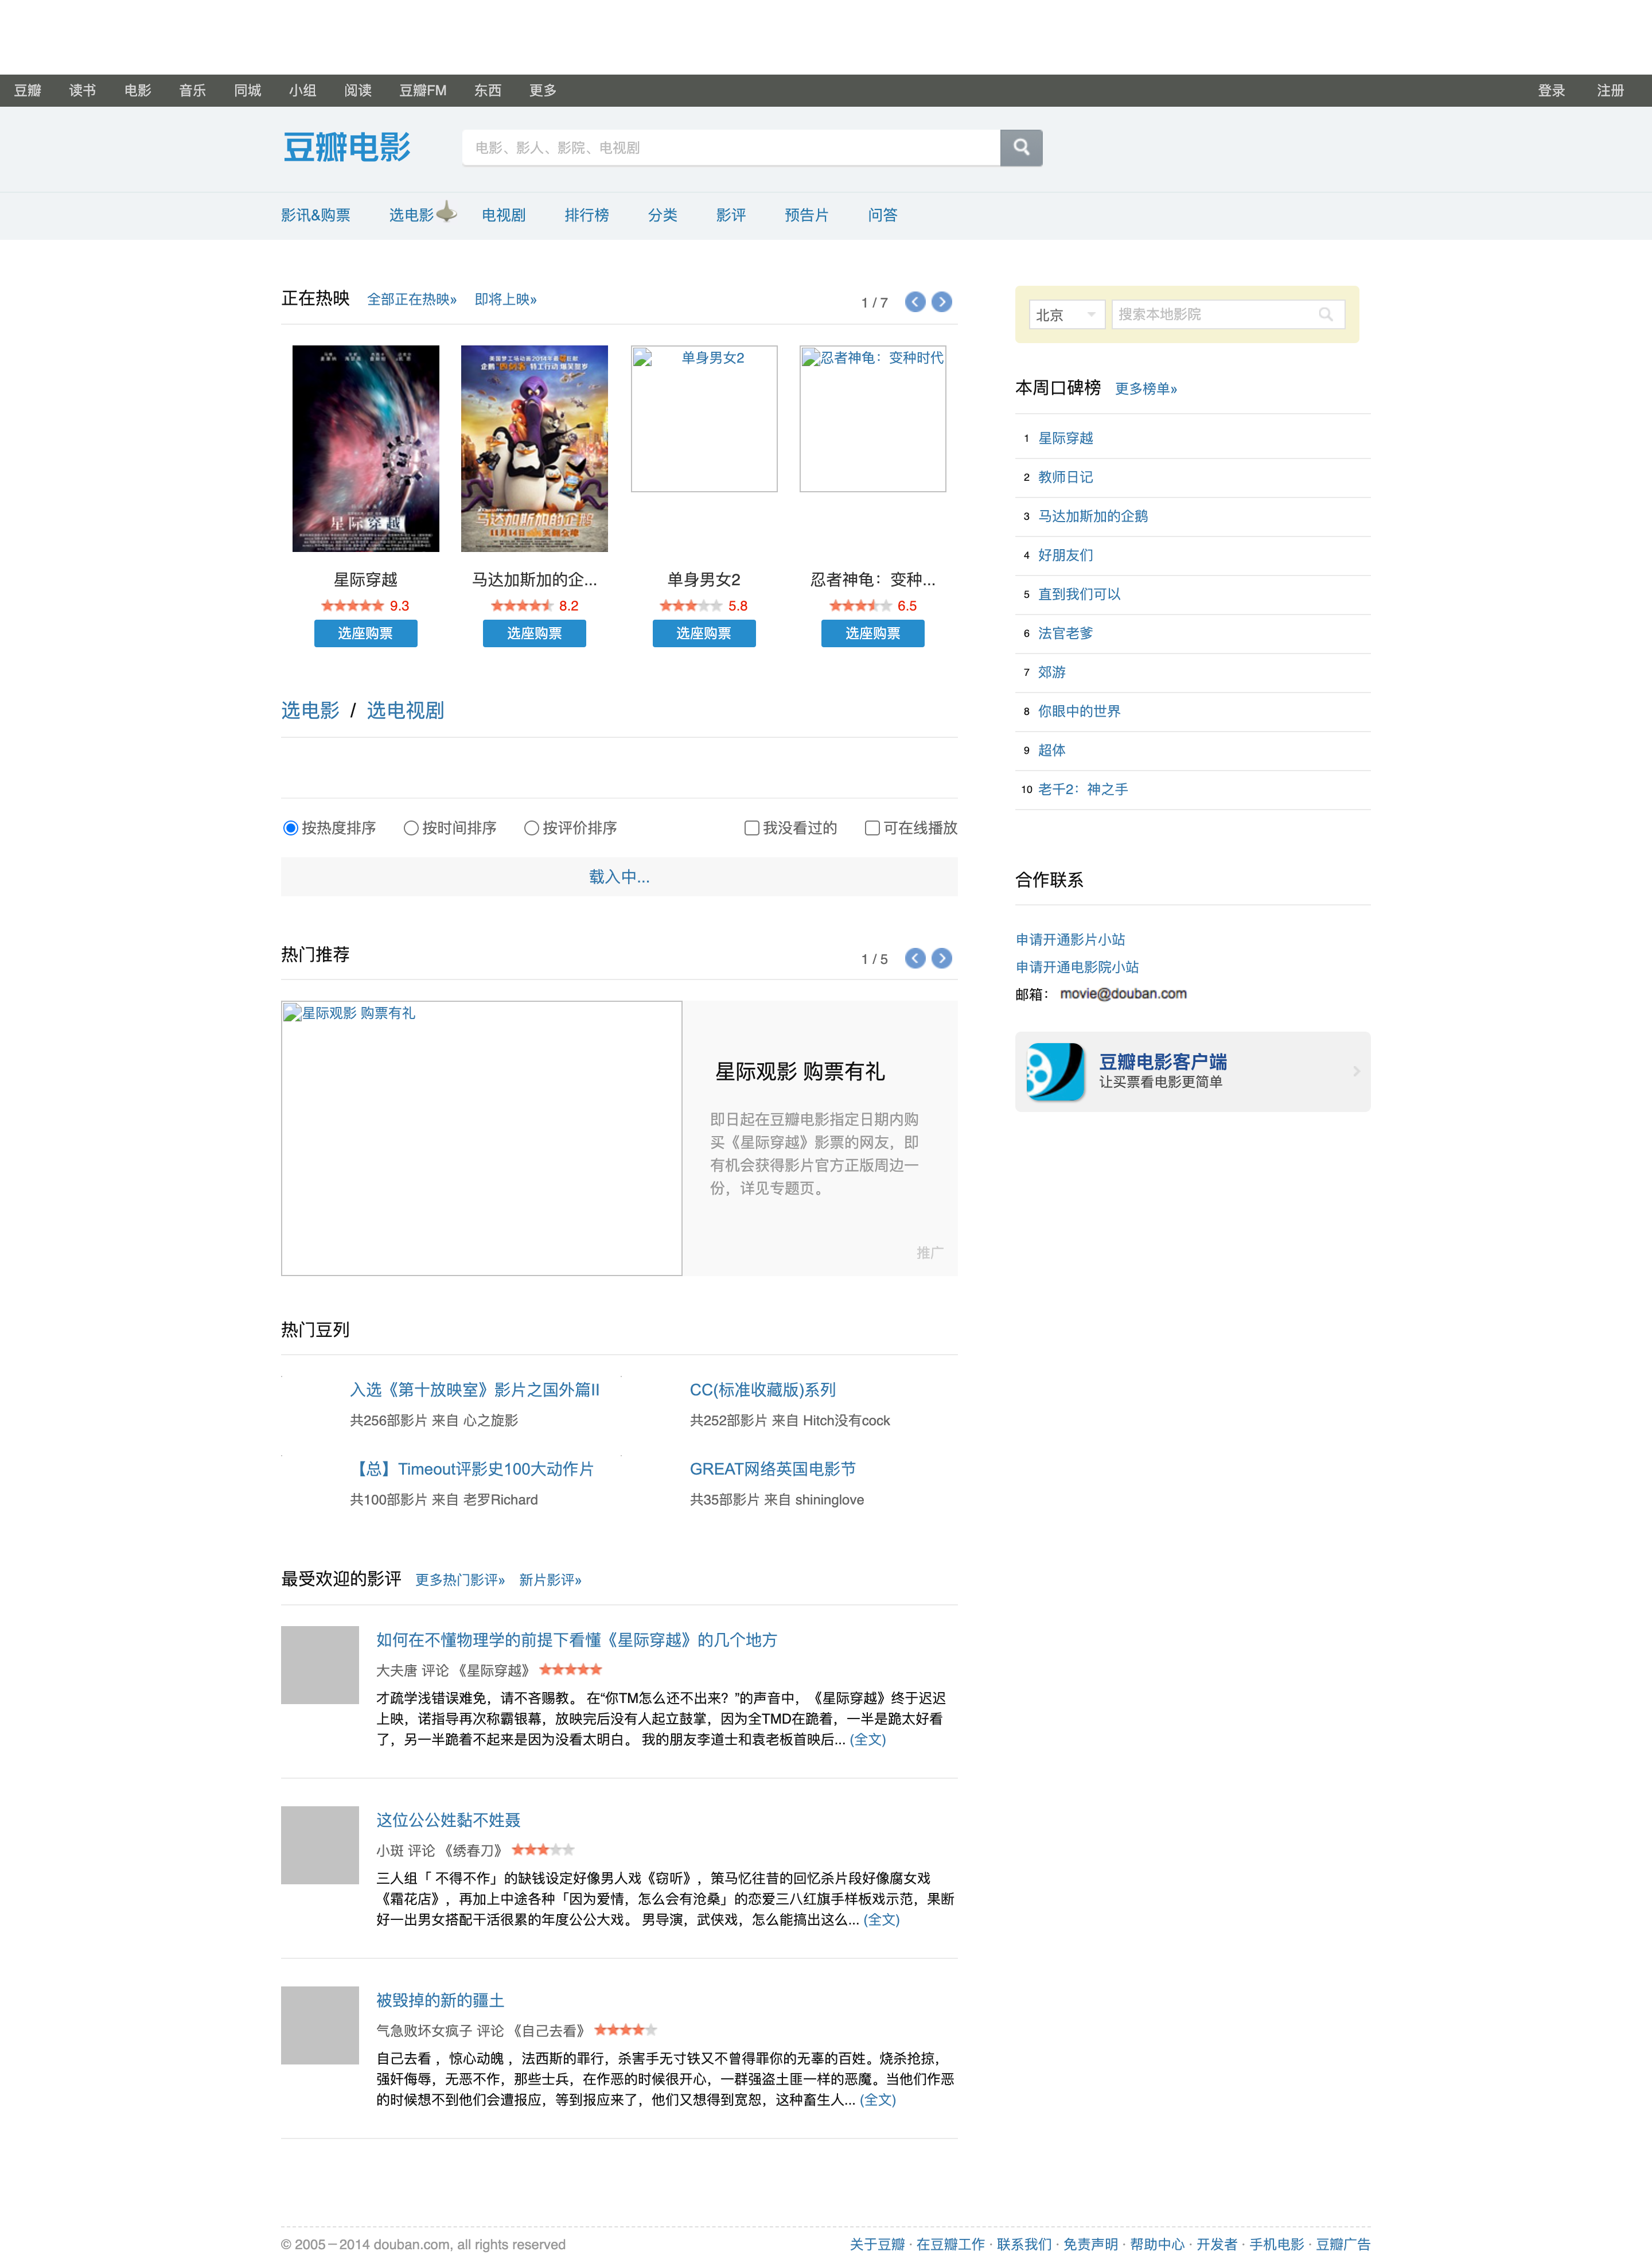 豆瓣 读书 电影 音乐 同城 小组 阅读 豆瓣FM 东西 更多 登录 注册
豆瓣电影 电影、影人、影院、电视剧
影讯&购票 选电影 电视剧 排行榜 分类 影评 预告片 问答
正在热映 全部正在热映» 即将上映» 1 / 7
星际穿越
美国梦工场动画2014年最
企鹅"四剑客"特工行动 爆笑贺岁
马达加斯加的企鹅
11月14日
单身男女2
忍者神龟：变种时代
星际穿越 马达加斯加的企... 单身男女2 忍者神龟：变种...
9.3 8.2 5.8 6.5
选座购票 选座购票 选座购票 选座购票
选电影 / 选电视剧
按热度排序 按时间排序 按评价排序 我没看过的 可在线播放
载入中...
热门推荐 1 / 5
星际观影 购票有礼
星际观影 购票有礼
即日起在豆瓣电影指定日期内购
买《星际穿越》影票的网友，即
有机会获得影片官方正版周边一
份，详见专题页。
推广
热门豆列
入选《第十放映室》影片之国外篇II
共256部影片 来自 心之旋影
CC(标准收藏版)系列
共252部影片 来自 Hitch没有cock
【总】Timeout评影史100大动作片
共100部影片 来自 老罗Richard
GREAT网络英国电影节
共35部影片 来自 shininglove
最受欢迎的影评 更多热门影评» 新片影评»
如何在不懂物理学的前提下看懂《星际穿越》的几个地方
大夫唐 评论 《星际穿越》
才疏学浅错误难免，请不吝赐教。 在“你TM怎么还不出来？”的声音中，《星际穿越》终于迟迟
上映，诺指导再次称霸银幕，放映完后没有人起立鼓掌，因为全TMD在跪着，一半是跪太好看
了，另一半跪着不起来是因为没看太明白。 我的朋友李道士和袁老板首映后... (全文)
这位公公姓黏不姓聂
小斑 评论 《绣春刀》
三人组「 不得不作」的缺钱设定好像男人戏《窃听》，策马忆往昔的回忆杀片段好像腐女戏
《霜花店》，再加上中途各种「因为爱情，怎么会有沧桑」的恋爱三八红旗手样板戏示范，果断
好一出男女搭配干活很累的年度公公大戏。 男导演，武侠戏，怎么能搞出这么... (全文)
被毁掉的新的疆土
气急败坏女疯子 评论 《自己去看》
自己去看 ，惊心动魄 ，法西斯的罪行，杀害手无寸铁又不曾得罪你的无辜的百姓。烧杀抢掠，
强奸侮辱，无恶不作，那些士兵，在作恶的时候很开心，一群强盗土匪一样的恶魔。当他们作恶
的时候想不到他们会遭报应，等到报应来了，他们又想得到宽恕，这种畜生人... (全文)
北京 搜索本地影院
本周口碑榜 更多榜单»
1 星际穿越
2 教师日记
3 马达加斯加的企鹅
4 好朋友们
5 直到我们可以
6 法官老爹
7 郊游
8 你眼中的世界
9 超体
10 老千2：神之手
合作联系
申请开通影片小站
申请开通电影院小站
邮箱： movie@douban.com
豆瓣电影客户端
让买票看电影更简单
© 2005－2014 douban.com, all rights reserved
关于豆瓣 · 在豆瓣工作 · 联系我们 · 免责声明 · 帮助中心 · 开发者 · 手机电影 · 豆瓣广告